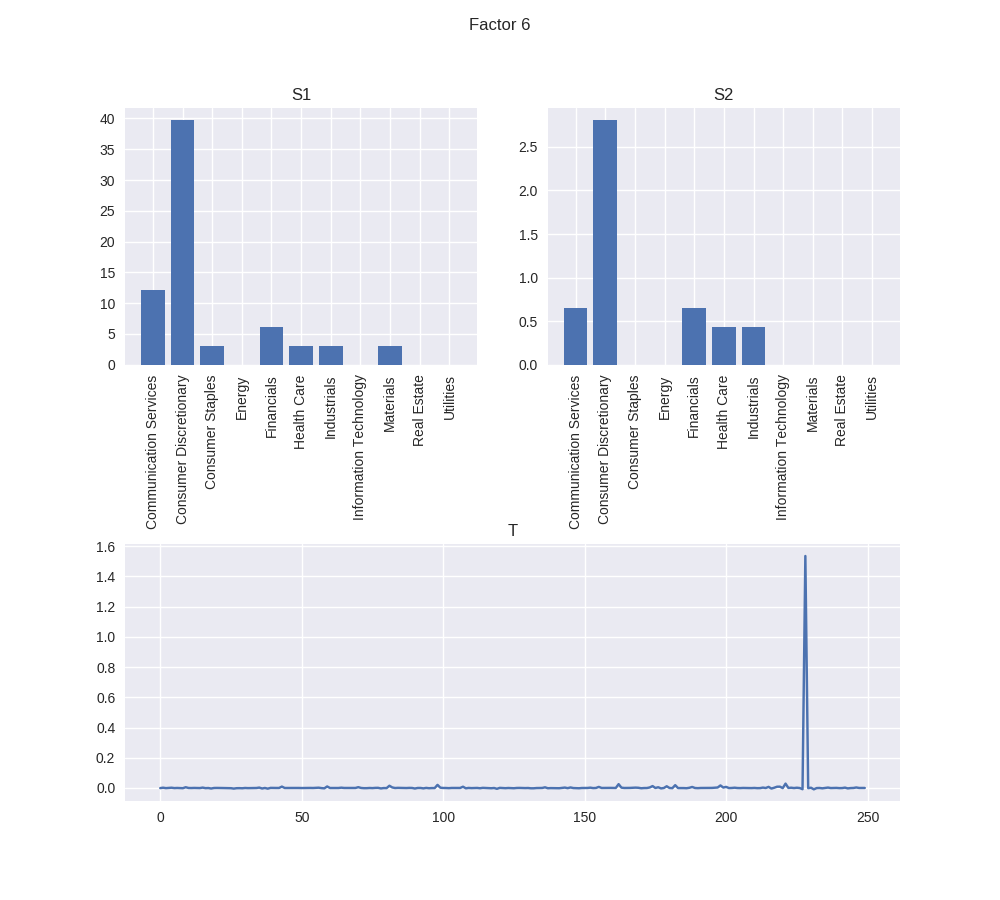 Factor 6
S1
S2
40
35
30
25
20
15
10
5
0
2.5
2.0
1.5
1.0
0.5
0.0
Communication Services
Consumer Discretionary
Consumer Staples
Energy
Financials
Health Care
Industrials
Information Technology
Materials
Real Estate
Utilities
Communication Services
Consumer Discretionary
Consumer Staples
Energy
Financials
Health Care
Industrials
Information Technology
Materials
Real Estate
Utilities
T
1.6
1.4
1.2
1.0
0.8
0.6
0.4
0.2
0.0
0
50
100
150
200
250